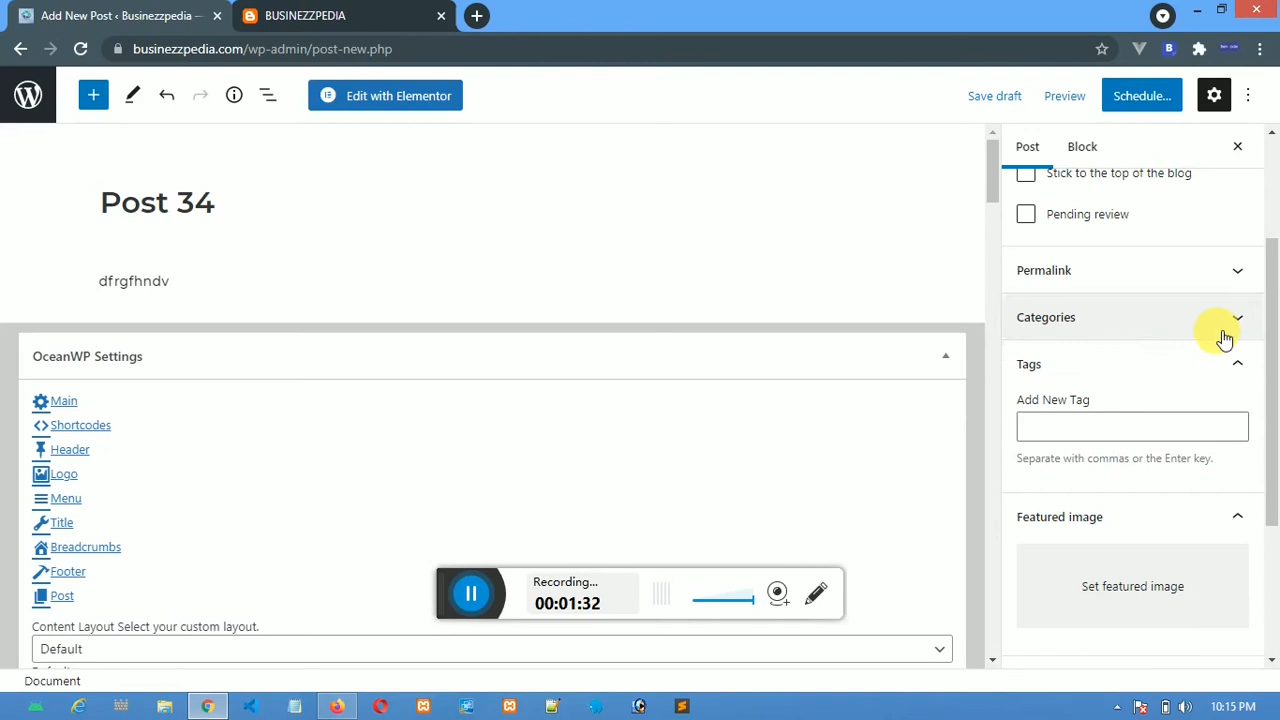 Add New Post ‹ Businezzpedia —
BUSINEZZPEDIA
businezzpedia.com/wp-admin/post-new.php
Edit with Elementor
Save draft
Preview
Schedule...
Post 34
dfrgfhndv
OceanWP Settings
Main
Shortcodes
Header
Logo
Menu
Title
Breadcrumbs
Footer
Post
Content Layout Select your custom layout.
Default
Document
Post
Block
Stick to the top of the blog
Pending review
Permalink
Categories
Tags
Add New Tag
Separate with commas or the Enter key.
Featured image
Set featured image
Recording...
00:01:32
10:15 PM